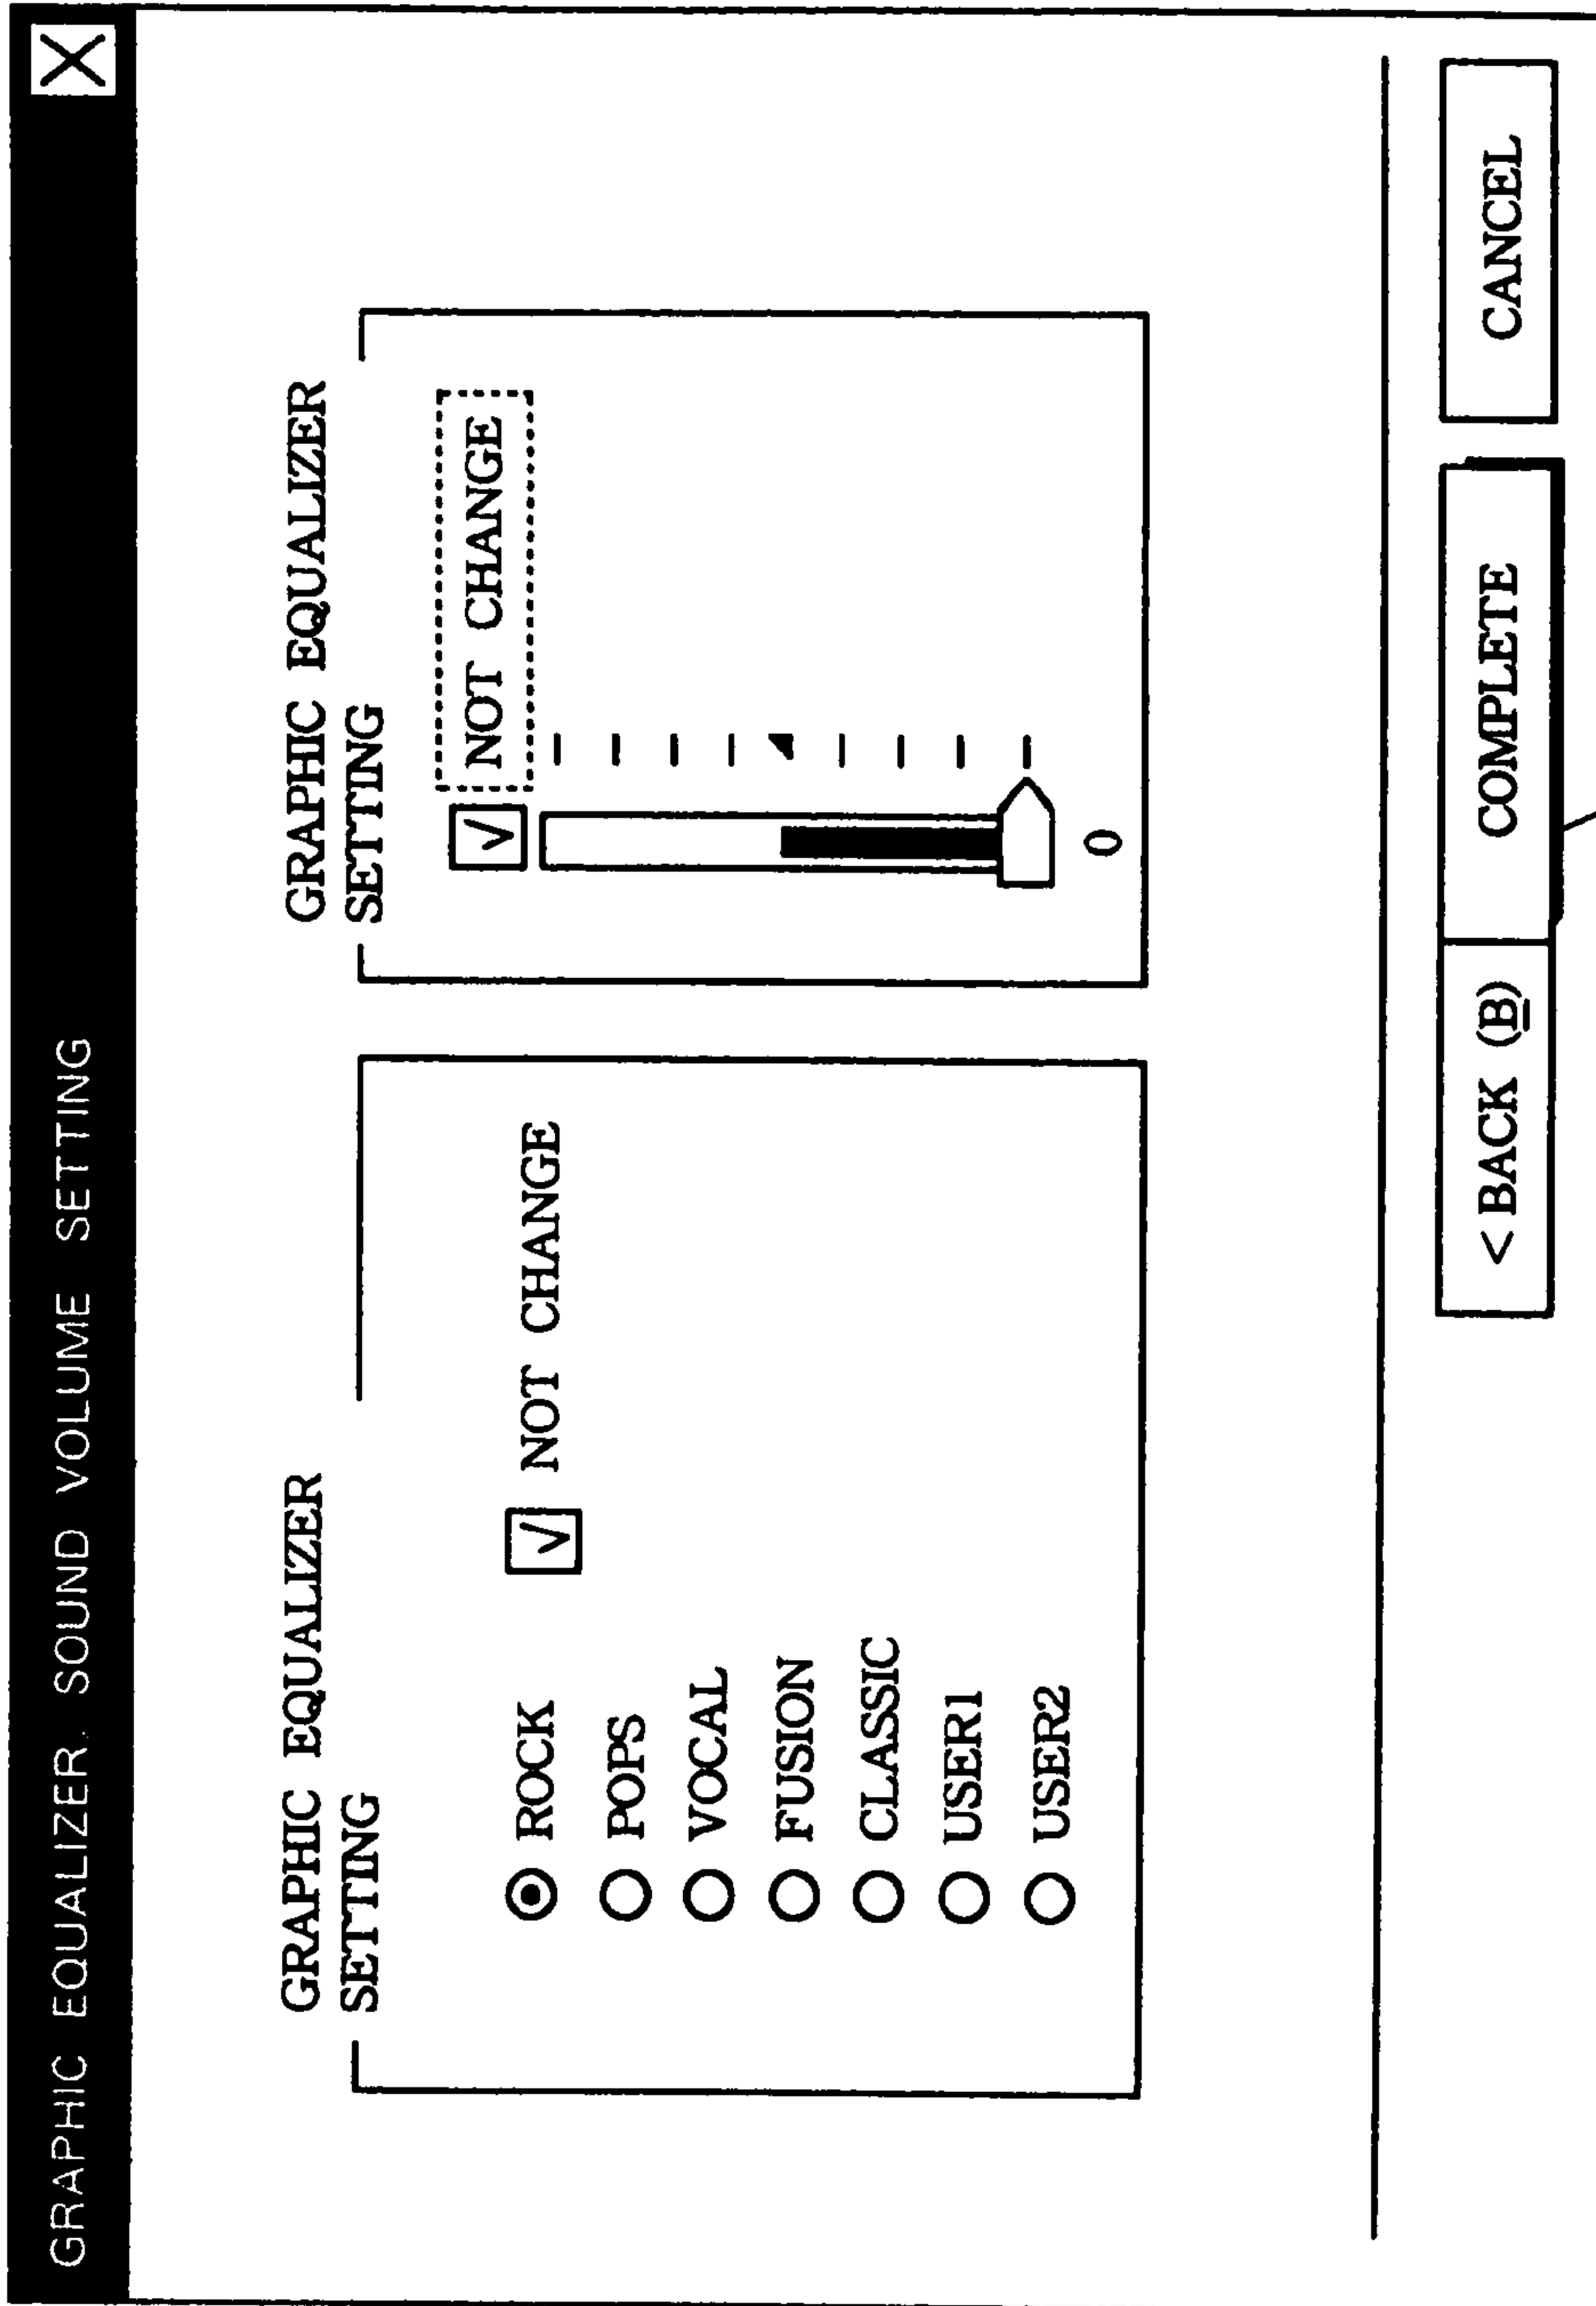 GRAPHIC EQUALIZER. SOUND VOLUME SETTING
X
GRAPHIC EQUALIZER
SETTING
ROCK
NOT CHANGE
POPS
VOCAL
FUSION
CLASSIC
USER1
USER2
GRAPHIC EQUALIZER
SETTING
NOT CHANGE
0
< BACK (B)
COMPLETE
CANCEL